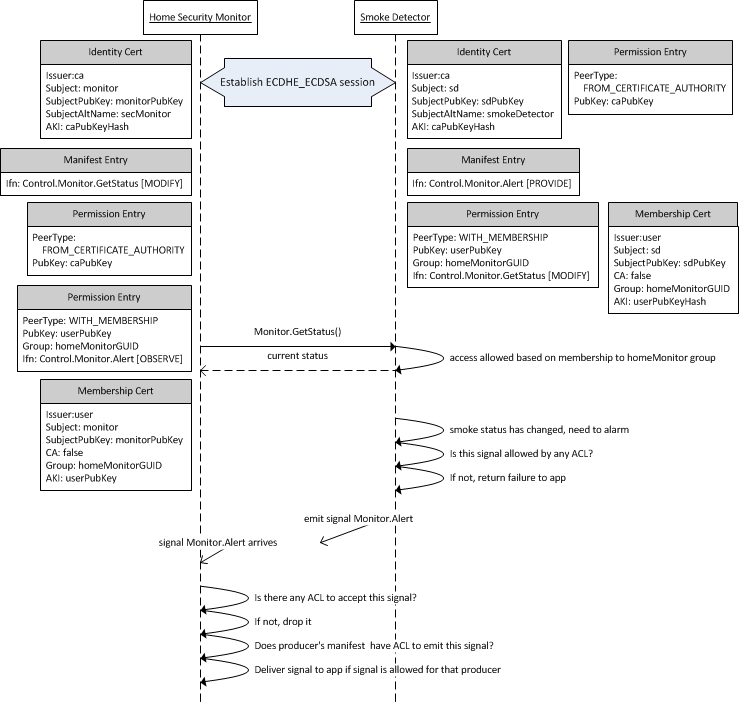 Home Security Monitor
Smoke Detector
Identity Cert
Issuer:ca
Subject: monitor
SubjectPubKey: monitorPubKey
SubjectAltName: secMonitor
AKI: caPubKeyHash
Establish ECDHE_ECDSA session
Identity Cert
Issuer:ca
Subject: sd
SubjectPubKey: sdPubKey
SubjectAltName: smokeDetector
AKI: caPubKeyHash
Permission Entry
PeerType:
FROM_CERTIFICATE_AUTHORITY
PubKey: caPubKey
Manifest Entry
Ifn: Control.Monitor.GetStatus [MODIFY]
Manifest Entry
Ifn: Control.Monitor.Alert [PROVIDE]
Permission Entry
PeerType:
FROM_CERTIFICATE_AUTHORITY
PubKey: caPubKey
Permission Entry
PeerType: WITH_MEMBERSHIP
PubKey: userPubKey
Group: homeMonitorGUID
Ifn: Control.Monitor.GetStatus [MODIFY]
Membership Cert
Issuer:user
Subject: sd
SubjectPubKey: sdPubKey
CA: false
Group: homeMonitorGUID
AKI: userPubKeyHash
Permission Entry
PeerType: WITH_MEMBERSHIP
PubKey: userPubKey
Group: homeMonitorGUID
Ifn: Control.Monitor.Alert [OBSERVE]
Monitor.GetStatus()
current status
access allowed based on membership to homeMonitor group
Membership Cert
Issuer:user
Subject: monitor
SubjectPubKey: monitorPubKey
CA: false
Group: homeMonitorGUID
AKI: userPubKey
smoke status has changed, need to alarm
Is this signal allowed by any ACL?
If not, return failure to app
emit signal Monitor.Alert
signal Monitor.Alert arrives
Is there any ACL to accept this signal?
If not, drop it
Does producer's manifest have ACL to emit this signal?
Deliver signal to app if signal is allowed for that producer